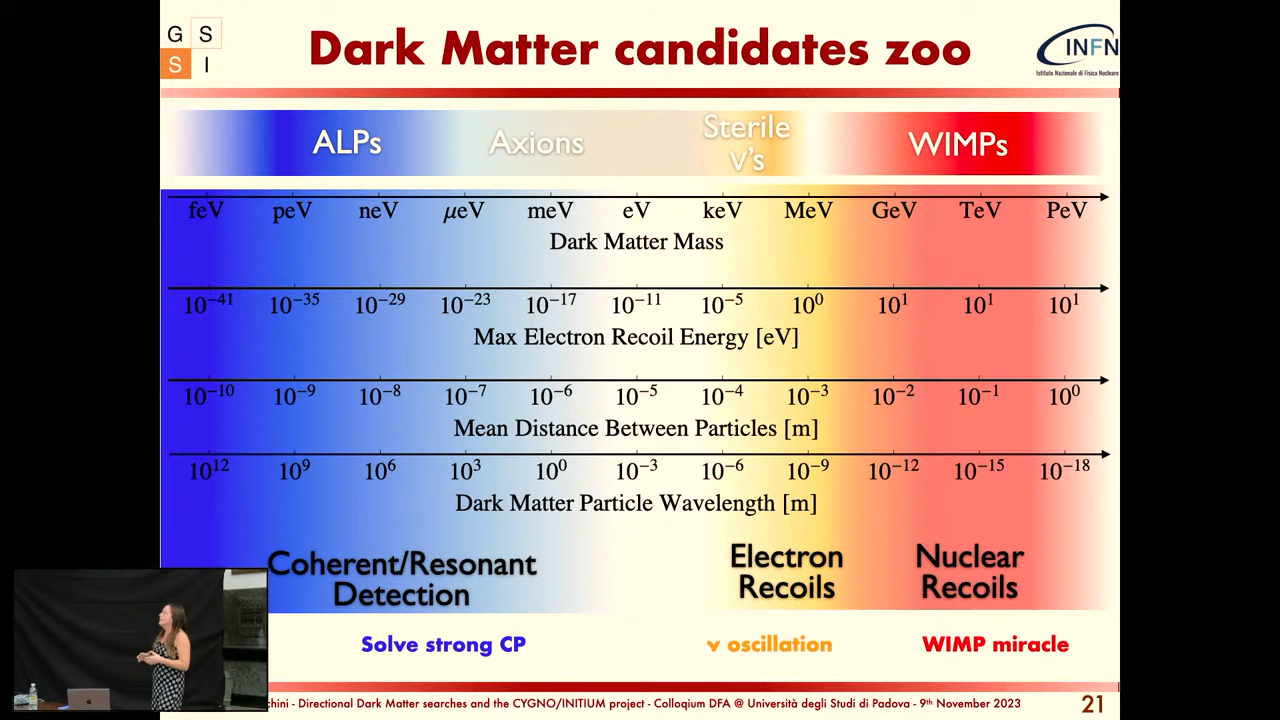 G S
S I
Dark Matter candidates zoo
INFN
Istituto Nazionale di Fisica Nucleare
ALPs Axions Sterile ν's WIMPs
feV peV neV μeV meV eV keV MeV GeV TeV PeV
Dark Matter Mass
10⁻⁴¹ 10⁻³⁵ 10⁻²⁹ 10⁻²³ 10⁻¹⁷ 10⁻¹¹ 10⁻⁵ 10⁰ 10¹ 10¹ 10¹
Max Electron Recoil Energy [eV]
10⁻¹⁰ 10⁻⁹ 10⁻⁸ 10⁻⁷ 10⁻⁶ 10⁻⁵ 10⁻⁴ 10⁻³ 10⁻² 10⁻¹ 10⁰
Mean Distance Between Particles [m]
10¹² 10⁹ 10⁶ 10³ 10⁰ 10⁻³ 10⁻⁶ 10⁻⁹ 10⁻¹² 10⁻¹⁵ 10⁻¹⁸
Dark Matter Particle Wavelength [m]
Coherent/Resonant
Detection
Electron
Recoils
Nuclear
Recoils
Solve strong CP ν oscillation WIMP miracle
chini - Directional Dark Matter searches and the CYGNO/INITIUM project - Colloqium DFA @ Università degli Studi di Padova - 9ᵗʰ November 2023 21